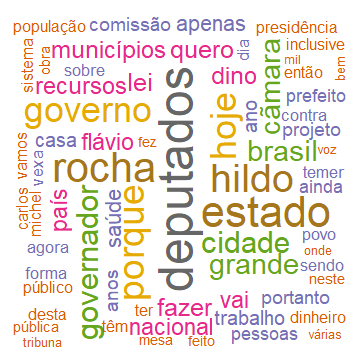 população comissão apenas presidência
sistema obra municípios quero dia inclusive
sobre mil então
recursos lei dino câmara bem
governo ano prefeito
contra
casa flávio fez hoje projeto
vamos vexa brasil voz
carlos michel rocha deputados hildo temer
ainda
país governador saúde porque estado
povo
agora cidade onde
forma anos grande sendo
público neste
desta ter fazer vai portanto
pública têm nacional trabalho dinheiro
tribuna mesa feito pessoas várias